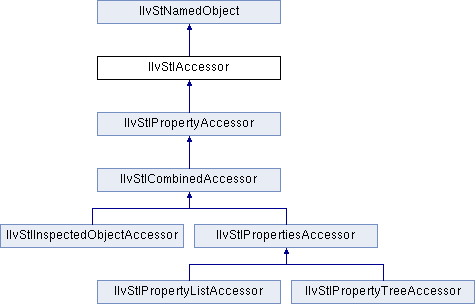 IlvStNamedObject
IlvStIAccessor
IlvStIPropertyAccessor
IlvStICombinedAccessor
IlvStIInspectedObjectAccessor IlvStIPropertiesAccessor
IlvStIPropertyListAccessor IlvStIPropertyTreeAccessor